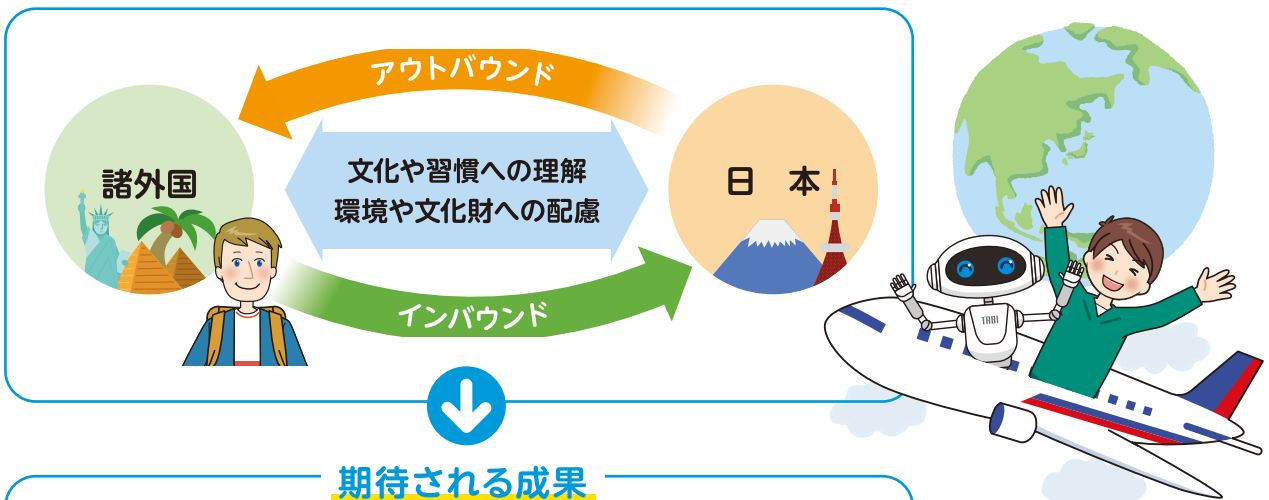 アウトバウンド
諸外国
文化や習慣への理解
環境や文化財への配慮
日 本
インバウンド
TABI
期待される成果